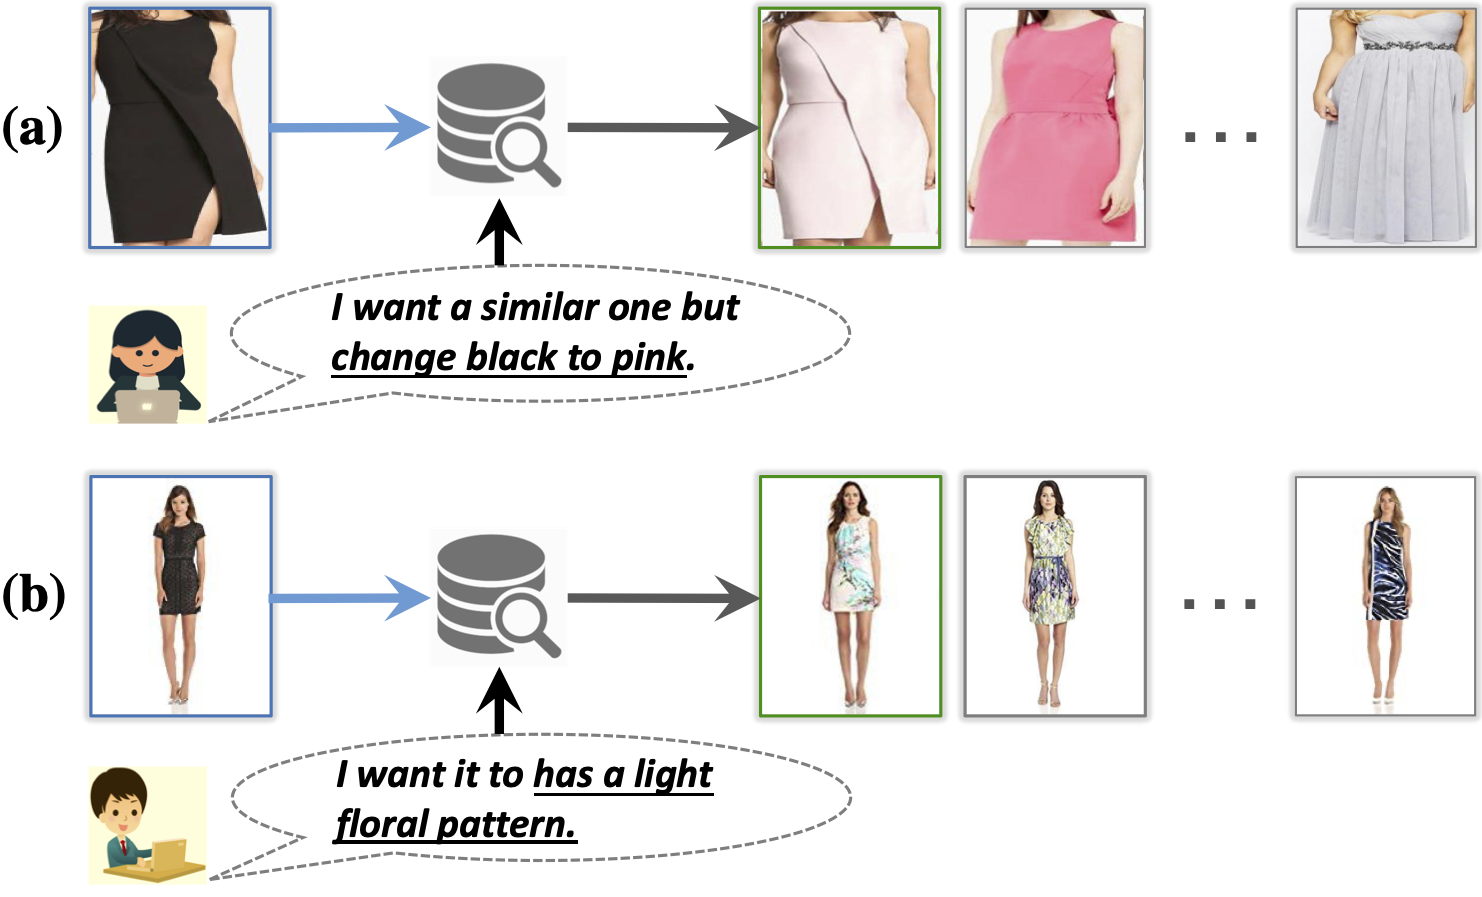 (a)
I want a similar one but
change black to pink.
(b)
I want it to has a light
floral pattern.